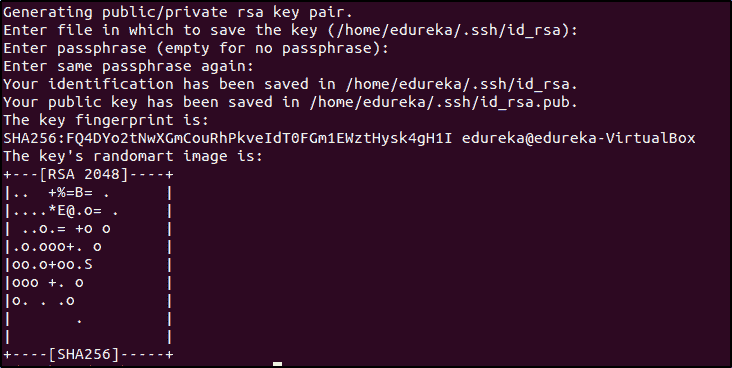 Generating public/private rsa key pair.
Enter file in which to save the key (/home/edureka/.ssh/id_rsa):
Enter passphrase (empty for no passphrase):
Enter same passphrase again:
Your identification has been saved in /home/edureka/.ssh/id_rsa.
Your public key has been saved in /home/edureka/.ssh/id_rsa.pub.
The key fingerprint is:
SHA256:FQ4DYo2tNwXGmCouRhPkveIdT0FGm1EWztHysk4gH1I edureka@edureka-VirtualBox
The key's randomart image is:
+---[RSA 2048]----+
|..  +%=B= .      |
|....*E@.o= .     |
| ..o.= +o o      |
|.o.ooo+. o       |
|oo.o+oo.S        |
|ooo +. o         |
|o. . .o          |
|       .         |
|                 |
+----[SHA256]-----+